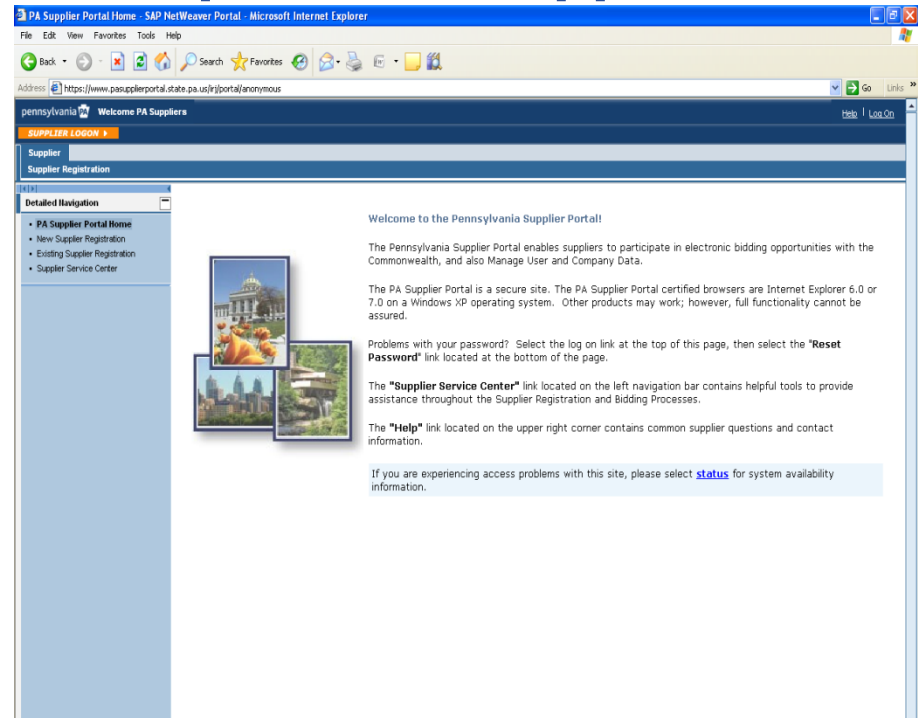 PA Supplier Portal Home - SAP NetWeaver Portal - Microsoft Internet Explorer
File Edit View Favorites Tools Help
Back Search Favorites
Address https://www.pasupplierportal.state.pa.us/irj/portal/anonymous Go Links »
pennsylvania PA Welcome PA Suppliers Help | Log On
SUPPLIER LOGON
Supplier
Supplier Registration
Detailed Navigation
• PA Supplier Portal Home
• New Supplier Registration
• Existing Supplier Registration
• Supplier Service Center
Welcome to the Pennsylvania Supplier Portal!
The Pennsylvania Supplier Portal enables suppliers to participate in electronic bidding opportunities with the
Commonwealth, and also Manage User and Company Data.
The PA Supplier Portal is a secure site. The PA Supplier Portal certified browsers are Internet Explorer 6.0 or
7.0 on a Windows XP operating system. Other products may work; however, full functionality cannot be
assured.
Problems with your password? Select the log on link at the top of this page, then select the "Reset
Password" link located at the bottom of the page.
The "Supplier Service Center" link located on the left navigation bar contains helpful tools to provide
assistance throughout the Supplier Registration and Bidding Processes.
The "Help" link located on the upper right corner contains common supplier questions and contact
information.
If you are experiencing access problems with this site, please select status for system availability
information.